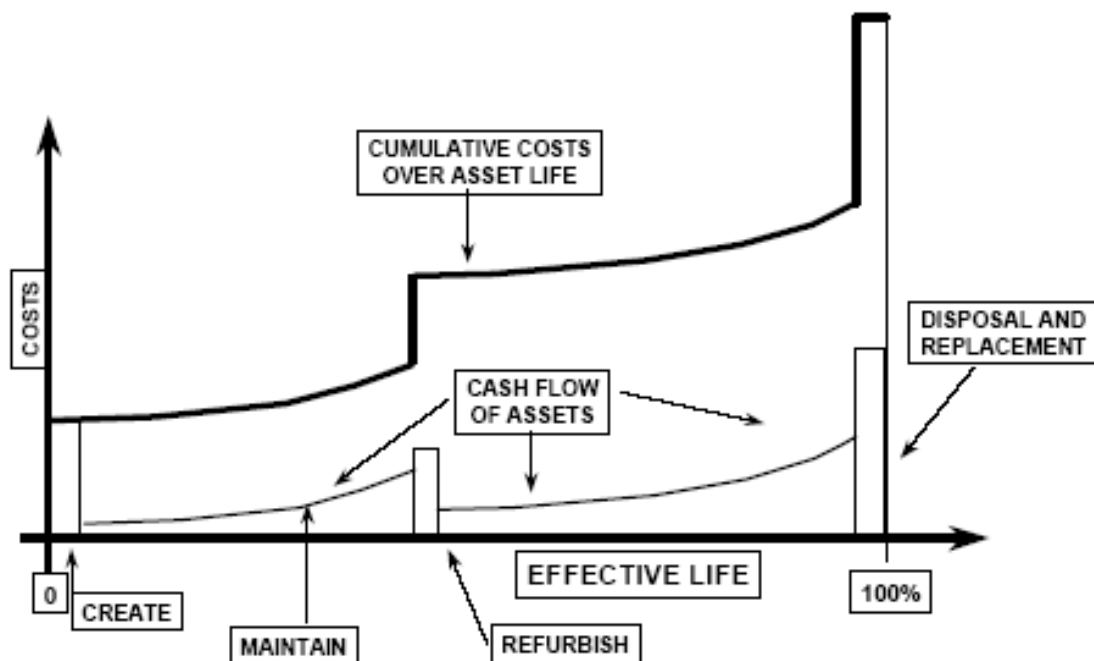 CUMULATIVE COSTS
OVER ASSET LIFE
COSTS
DISPOSAL AND
REPLACEMENT
CASH FLOW
OF ASSETS
0
CREATE
MAINTAIN
REFURBISH
EFFECTIVE LIFE
100%